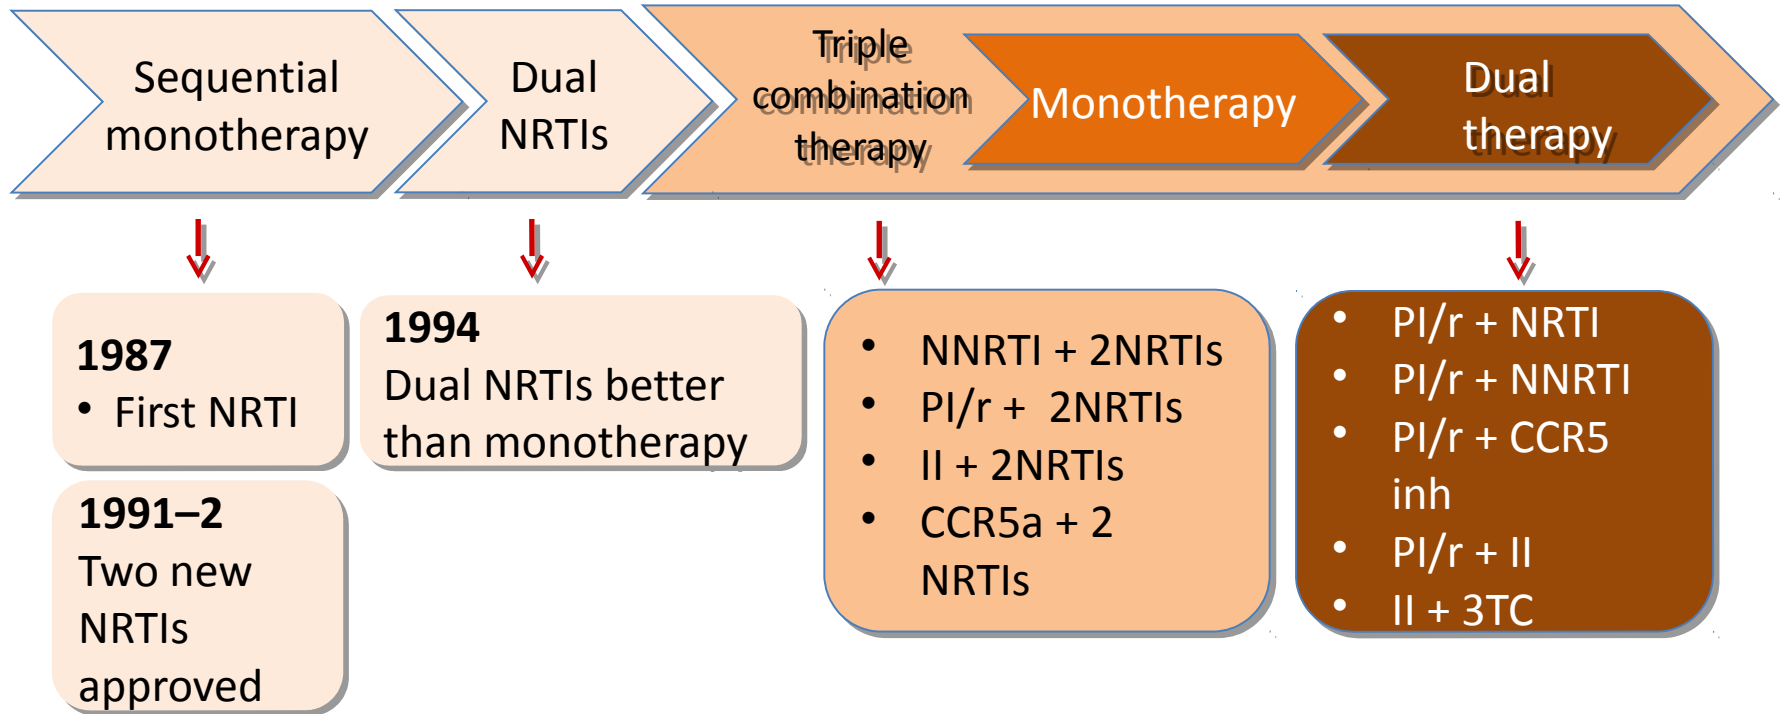 Sequential
monotherapy
Dual
NRTIs
Triple
combination
therapy
Monotherapy
Dual
therapy
1987
• First NRTI
1991–2
Two new
NRTIs
approved
1994
Dual NRTIs better
than monotherapy
• NNRTI + 2NRTIs
• PI/r + 2NRTIs
• II + 2NRTIs
• CCR5a + 2
NRTIs
• PI/r + NRTI
• PI/r + NNRTI
• PI/r + CCR5
inh
• PI/r + II
• II + 3TC